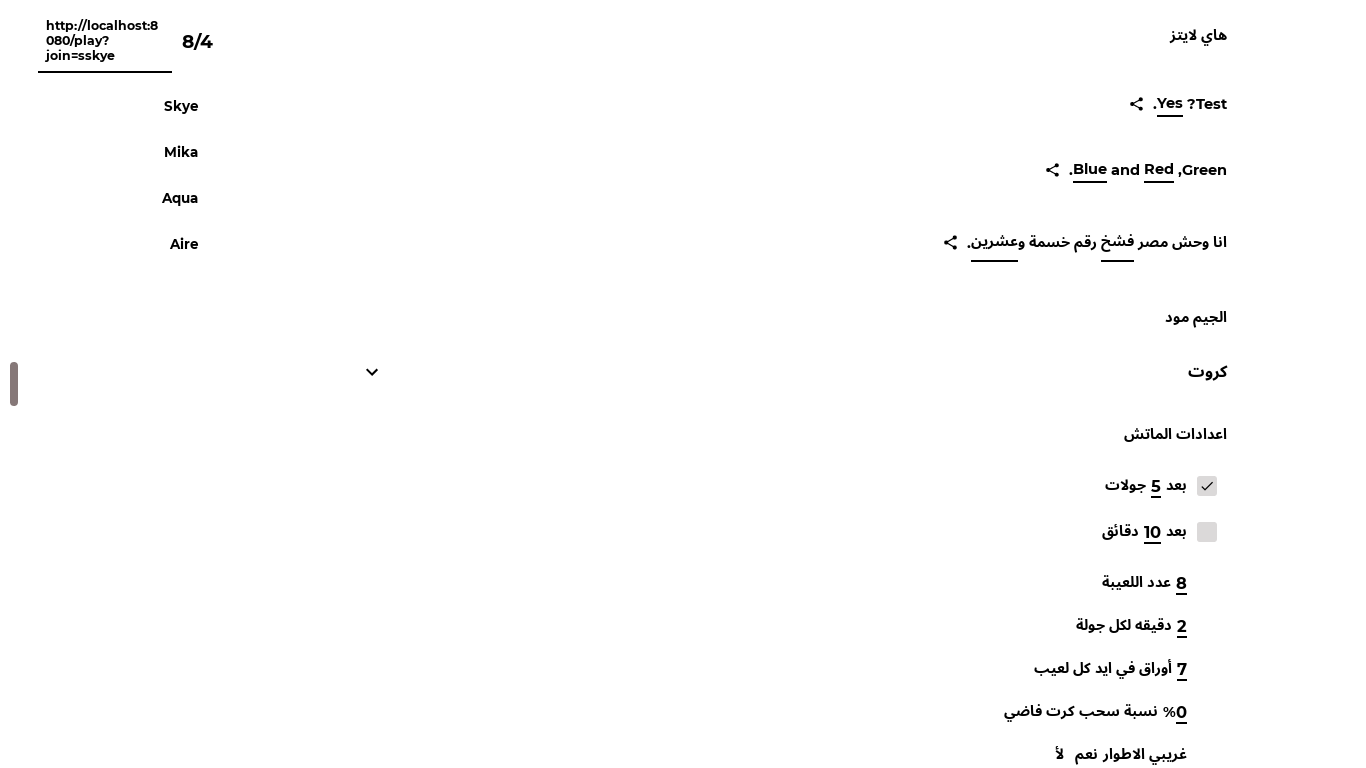 هاي لايتز
Test? Yes.
Green, Red and Blue.
انا وحش مصر فشخ رقم خمسة وعشرين.
الجيم مود
كروت
اعدادات الماتش
بعد 5 جولات
بعد 10 دقائق
8 عدد اللعيبة
2 دقيقه لكل جولة
7 أوراق في ايد كل لعيب
0% نسبة سحب كرت فاضي
غريبي الاطوار نعم لأ
8/4
http://localhost:8
080/play?
join=sskye
Skye
Mika
Aqua
Aire